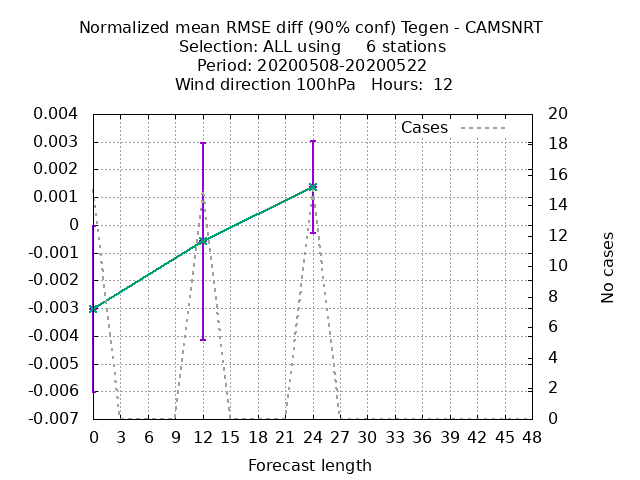 Normalized mean RMSE diff (90% conf) Tegen - CAMSNRT
Selection: ALL using     6 stations
Period: 20200508-20200522
Wind direction 100hPa   Hours:  12
Cases
0.004
0.003
0.002
0.001
0
-0.001
-0.002
-0.003
-0.004
-0.005
-0.006
-0.007
20
18
16
14
12
10
8
6
4
2
0
No cases
0 3 6 9 12 15 18 21 24 27 30 33 36 39 42 45 48
Forecast length